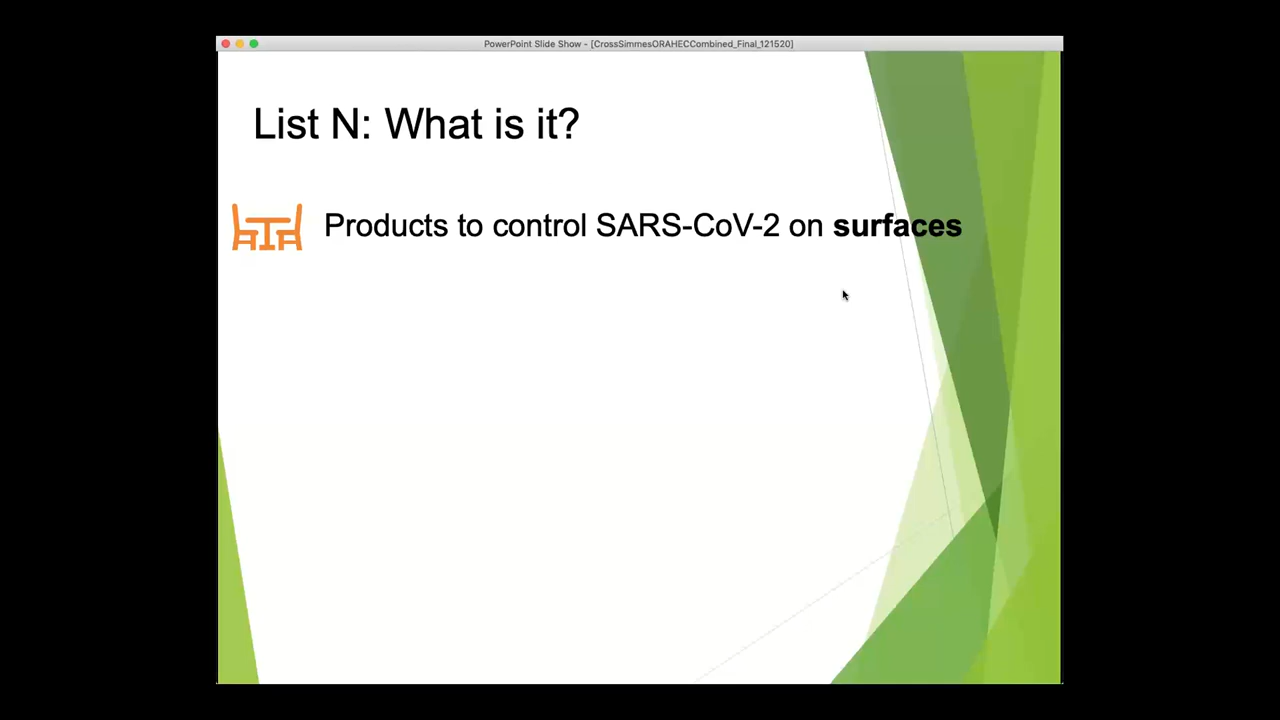 PowerPoint Slide Show - [CrossSimmesORAHECCombined_Final_121520]
List N: What is it?
Products to control SARS-CoV-2 on surfaces